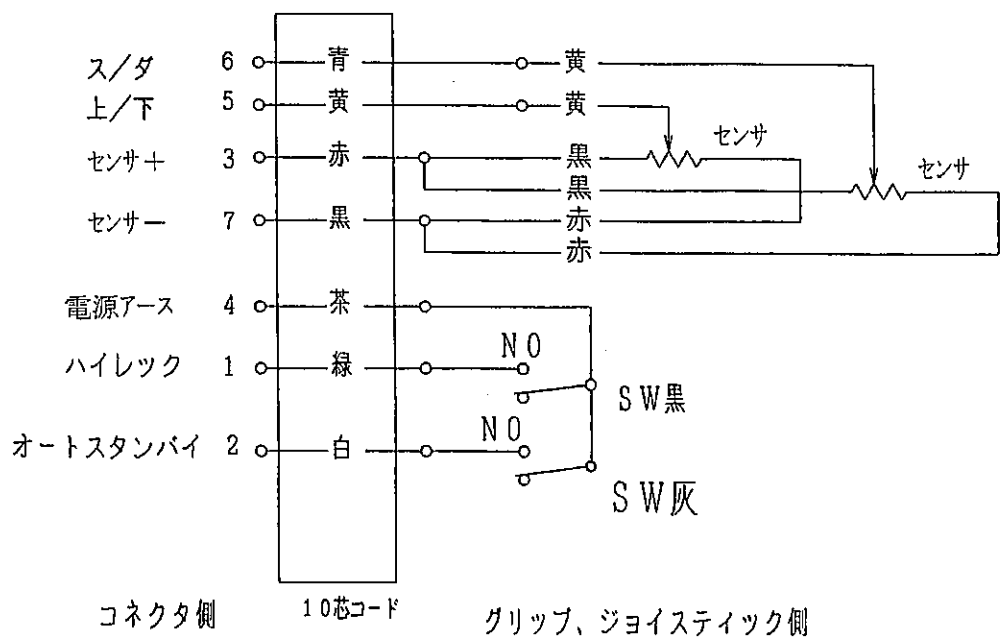 ス/ダ 6 青 黄
上/下 5 黄 黄
センサ
センサ＋ 3 赤 黒
黒 センサ
センサ－ 7 黒 赤
赤
電源アース 4 茶
NO
ハイレック 1 緑
SW黒
NO
オートスタンバイ 2 白
SW灰
コネクタ側 10芯コード グリップ、ジョイスティック側